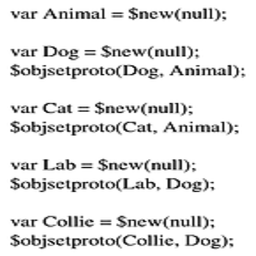 var Animal = $new(null);
var Dog = $new(null);
$objsetproto(Dog, Animal);
var Cat = $new(null);
$objsetproto(Cat, Animal);
var Lab = $new(null);
$objsetproto(Lab, Dog);
var Collie = $new(null);
$objsetproto(Collie, Dog);